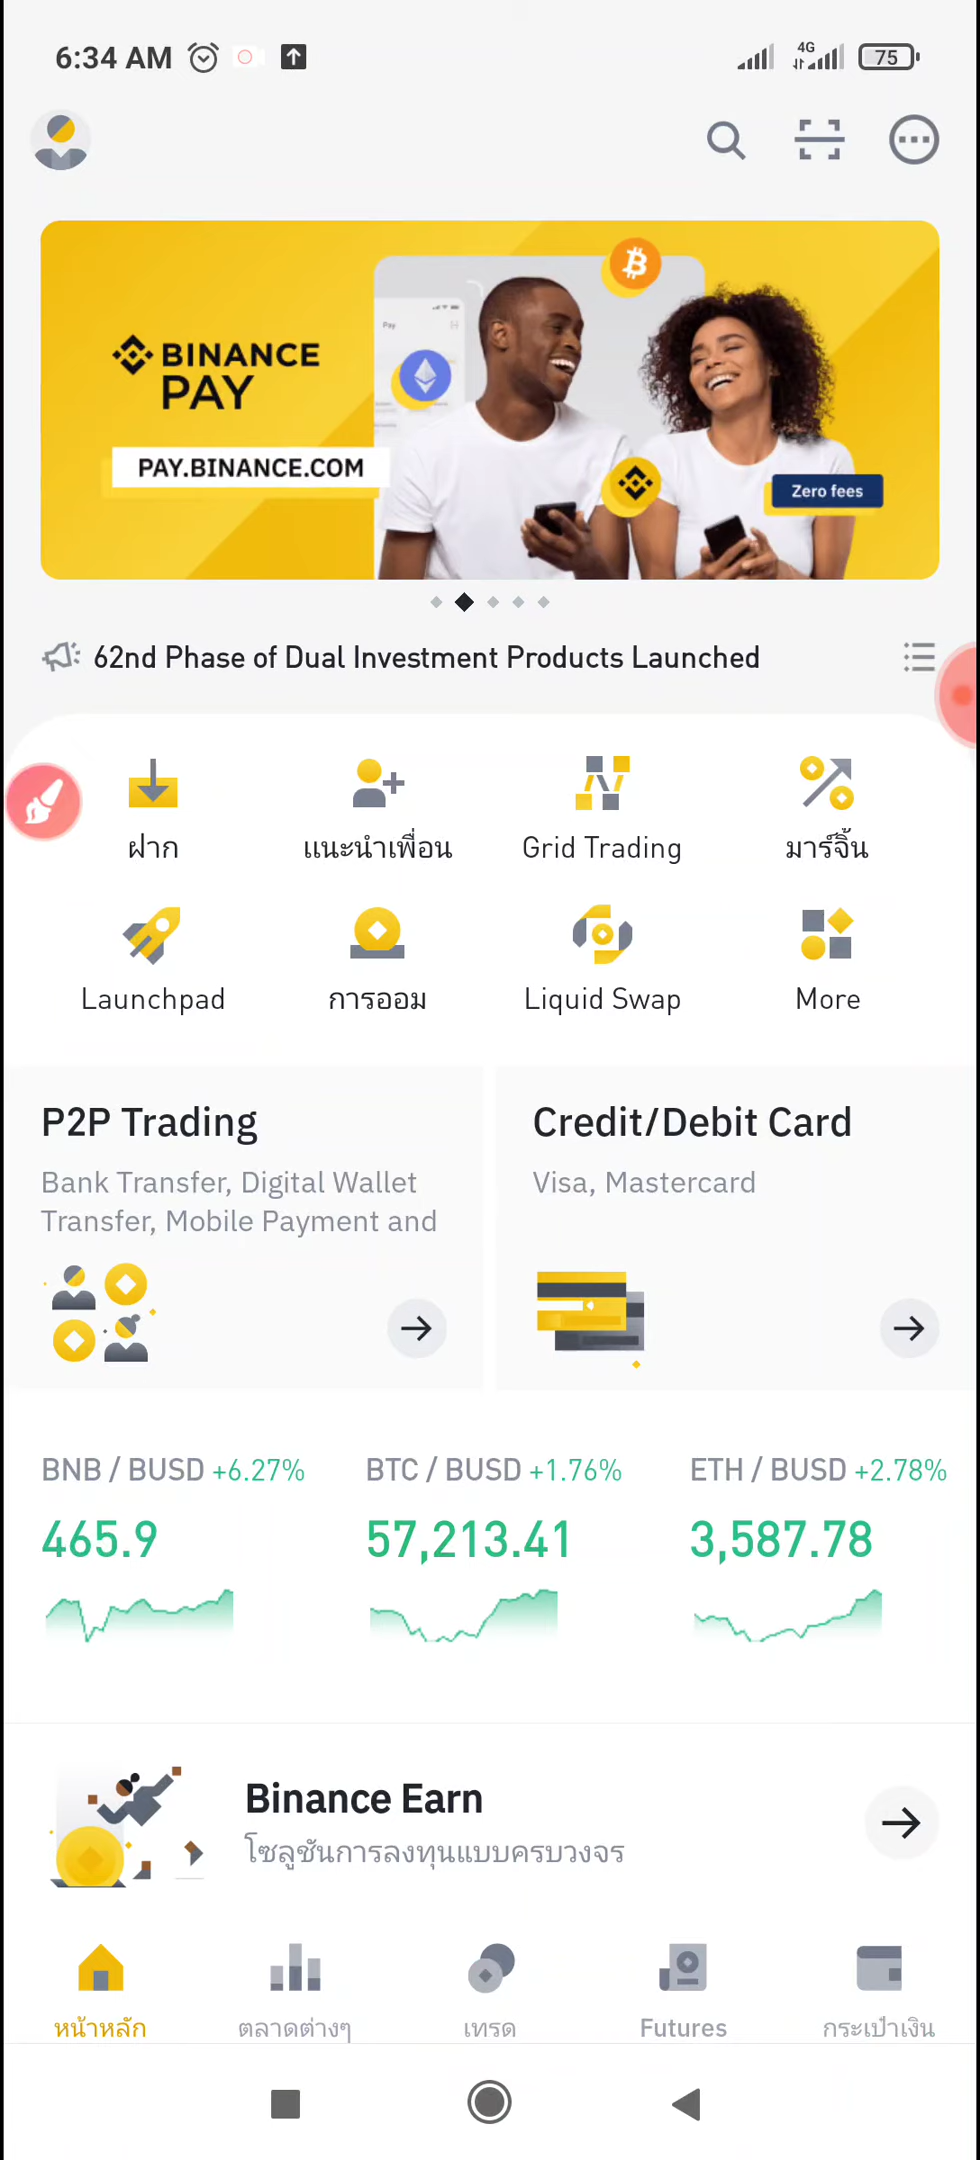 6:34 AM
4G
75
BINANCE
PAY
PAY.BINANCE.COM
Pay
Zero fees
62nd Phase of Dual Investment Products Launched
ฝาก
แนะนำเพื่อน
Grid Trading
มาร์จิ้น
Launchpad
การออม
Liquid Swap
More
P2P Trading
Bank Transfer, Digital Wallet
Transfer, Mobile Payment and
Credit/Debit Card
Visa, Mastercard
BNB / BUSD +6.27%
465.9
BTC / BUSD +1.76%
57,213.41
ETH / BUSD +2.78%
3,587.78
Binance Earn
โซลูชันการลงทุนแบบครบวงจร
หน้าหลัก
ตลาดต่างๆ
เทรด
Futures
กระเป๋าเงิน